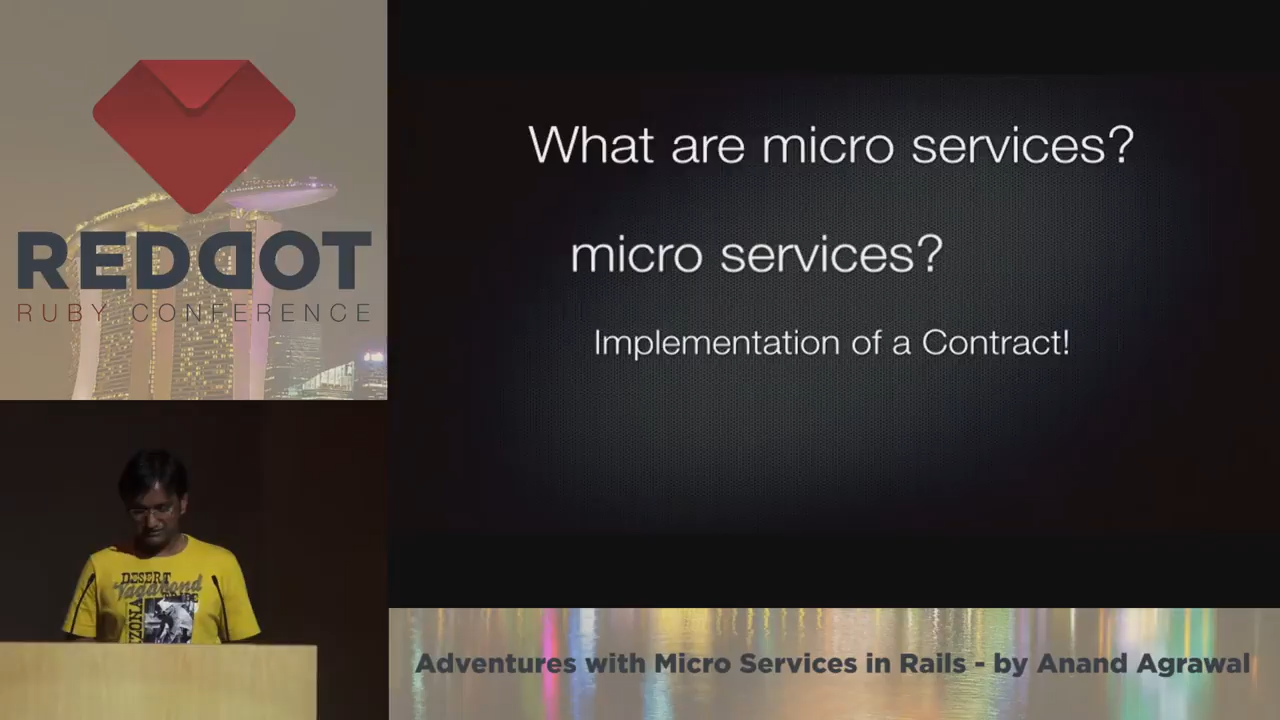 REDDOT
RUBY CONFERENCE
What are micro services?
micro services?
Implementation of a Contract!
DESERT
Vagabond
Adventures with Micro Services in Rails - by Anand Agrawal